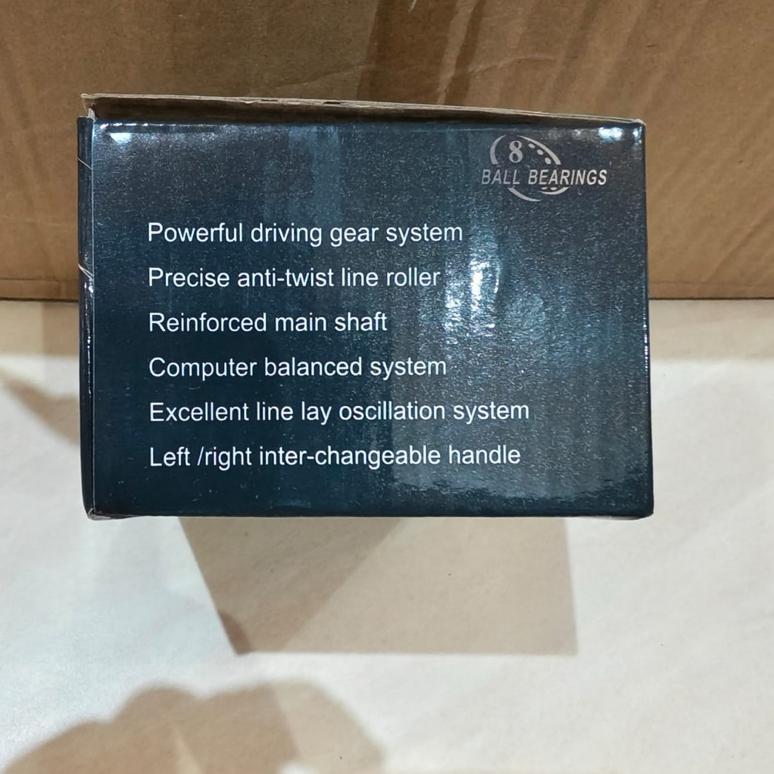 8
BALL BEARINGS
Powerful driving gear system
Precise anti-twist line roller
Reinforced main shaft
Computer balanced system
Excellent line lay oscillation system
Left /right inter-changeable handle